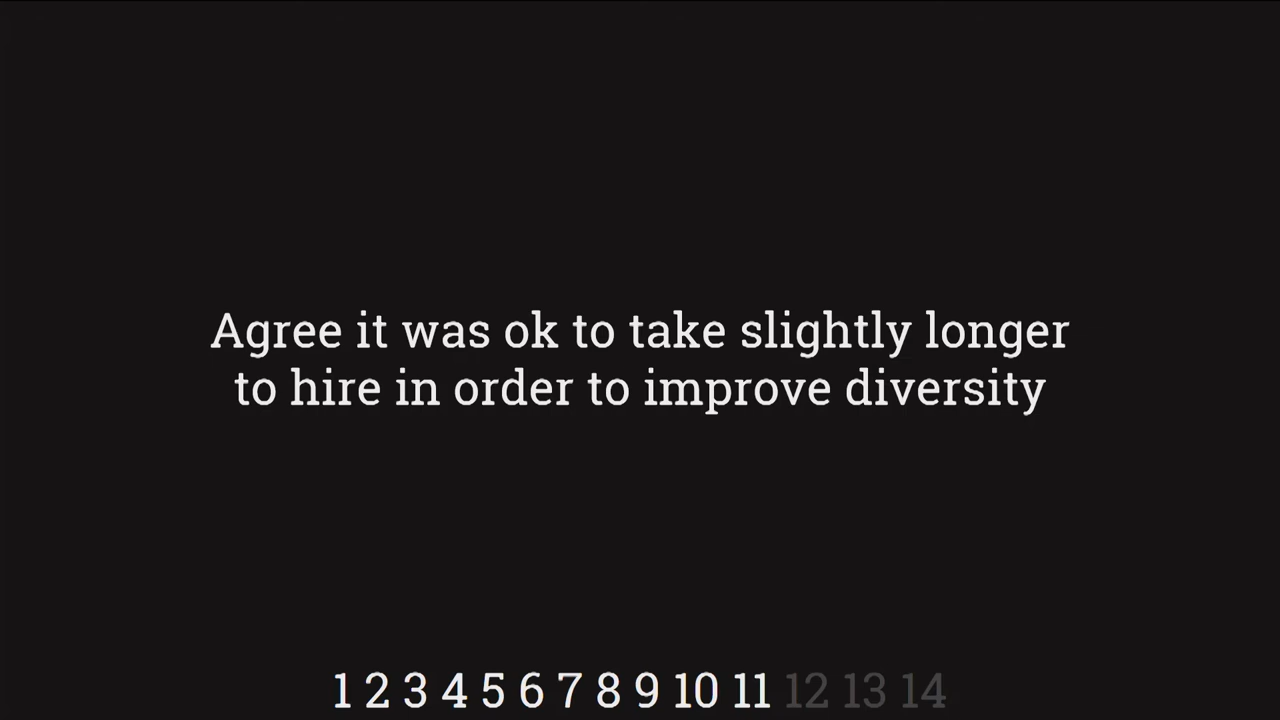 Agree it was ok to take slightly longer
to hire in order to improve diversity
1 2 3 4 5 6 7 8 9 10 11 12 13 14